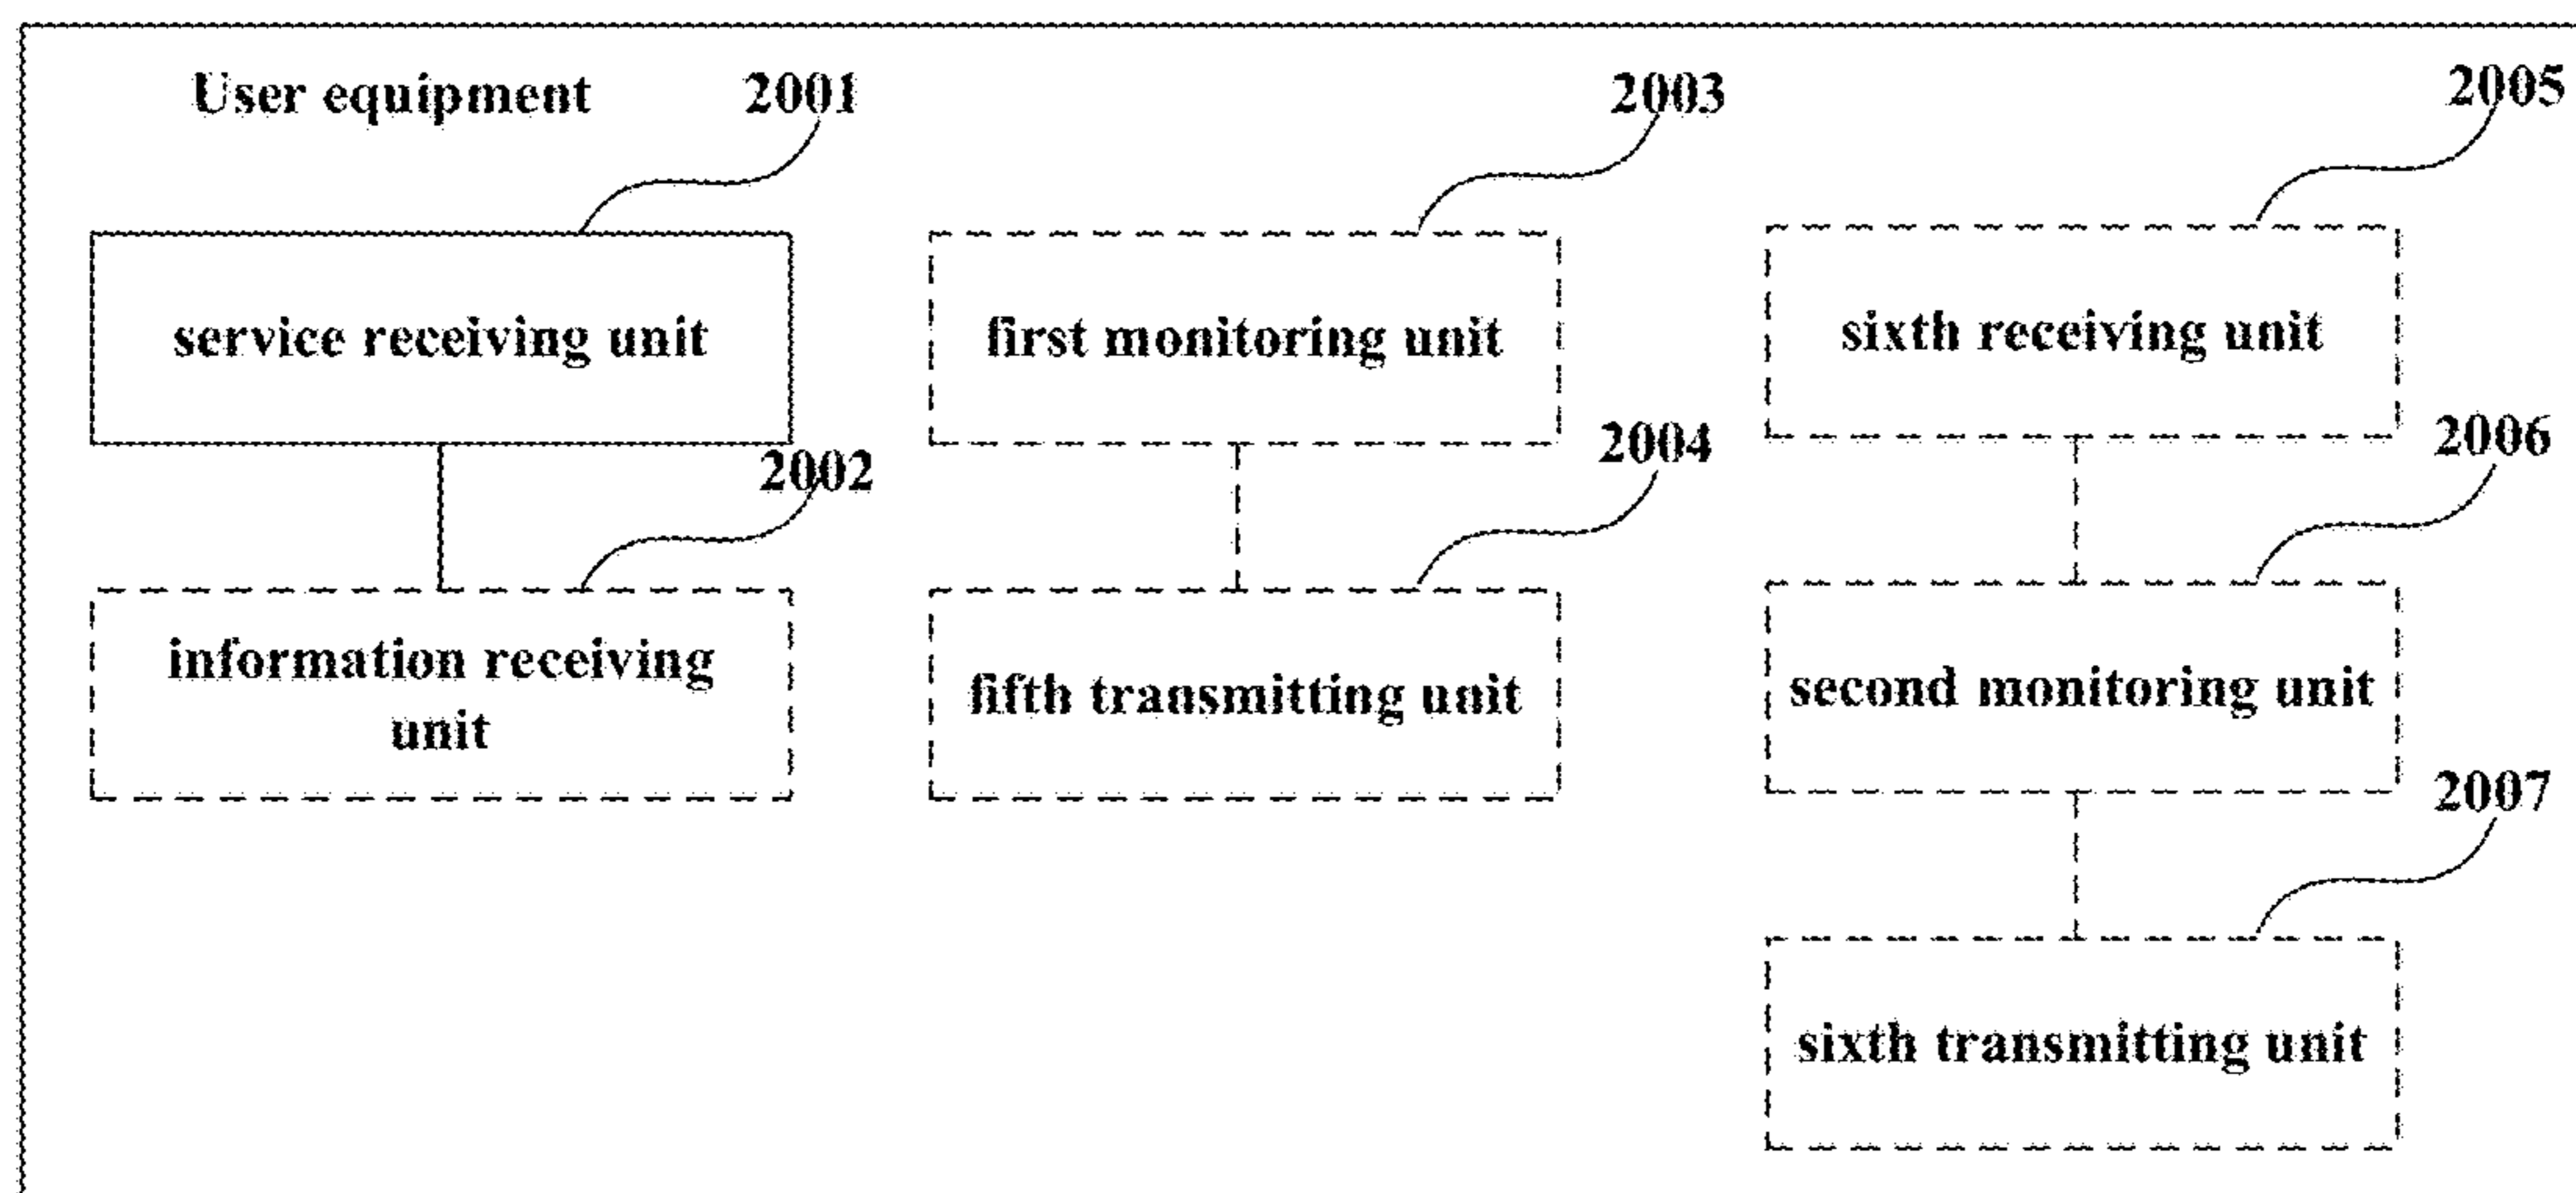 User equipment
2001
2003
2005
service receiving unit
first monitoring unit
sixth receiving unit
2002
2004
2006
information receiving
unit
fifth transmitting unit
second monitoring unit
2007
sixth transmitting unit